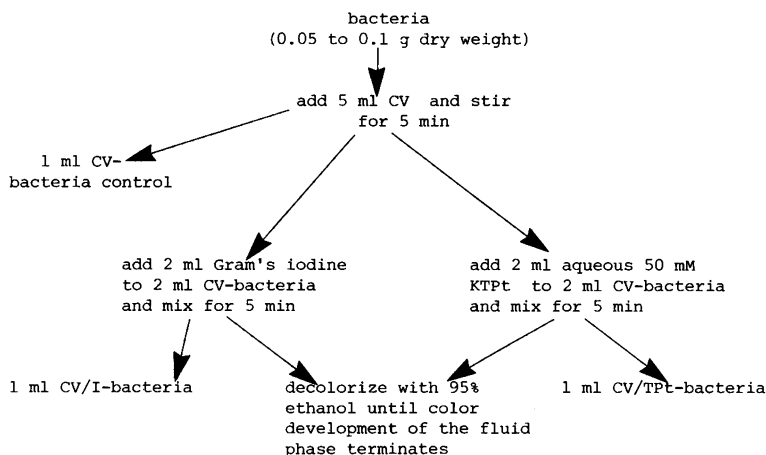 bacteria
(0.05 to 0.1 g dry weight)
add 5 ml CV and stir
for 5 min
1 ml CV-
bacteria control
add 2 ml Gram's iodine
to 2 ml CV-bacteria
and mix for 5 min
add 2 ml aqueous 50 mM
KTPt to 2 ml CV-bacteria
and mix for 5 min
1 ml CV/I-bacteria
decolorize with 95%
ethanol until color
development of the fluid
phase terminates
1 ml CV/TPt-bacteria